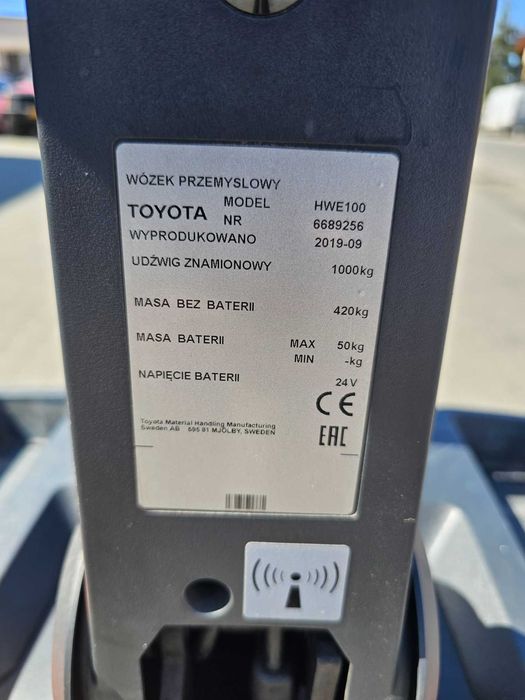 WÓZEK PRZEMYSLOWY
TOYOTA MODEL HWE100
NR 6689256
WYPRODUKOWANO 2019-09
UDŹWIG ZNAMIONOWY 1000kg
MASA BEZ BATERII 420kg
MASA BATERII MAX 50kg
MIN -kg
NAPIĘCIE BATERII 24V
CE
EAC
Toyota Material Handling Manufacturing
Sweden AB 595 81 MJÖLBY, SWEDEN